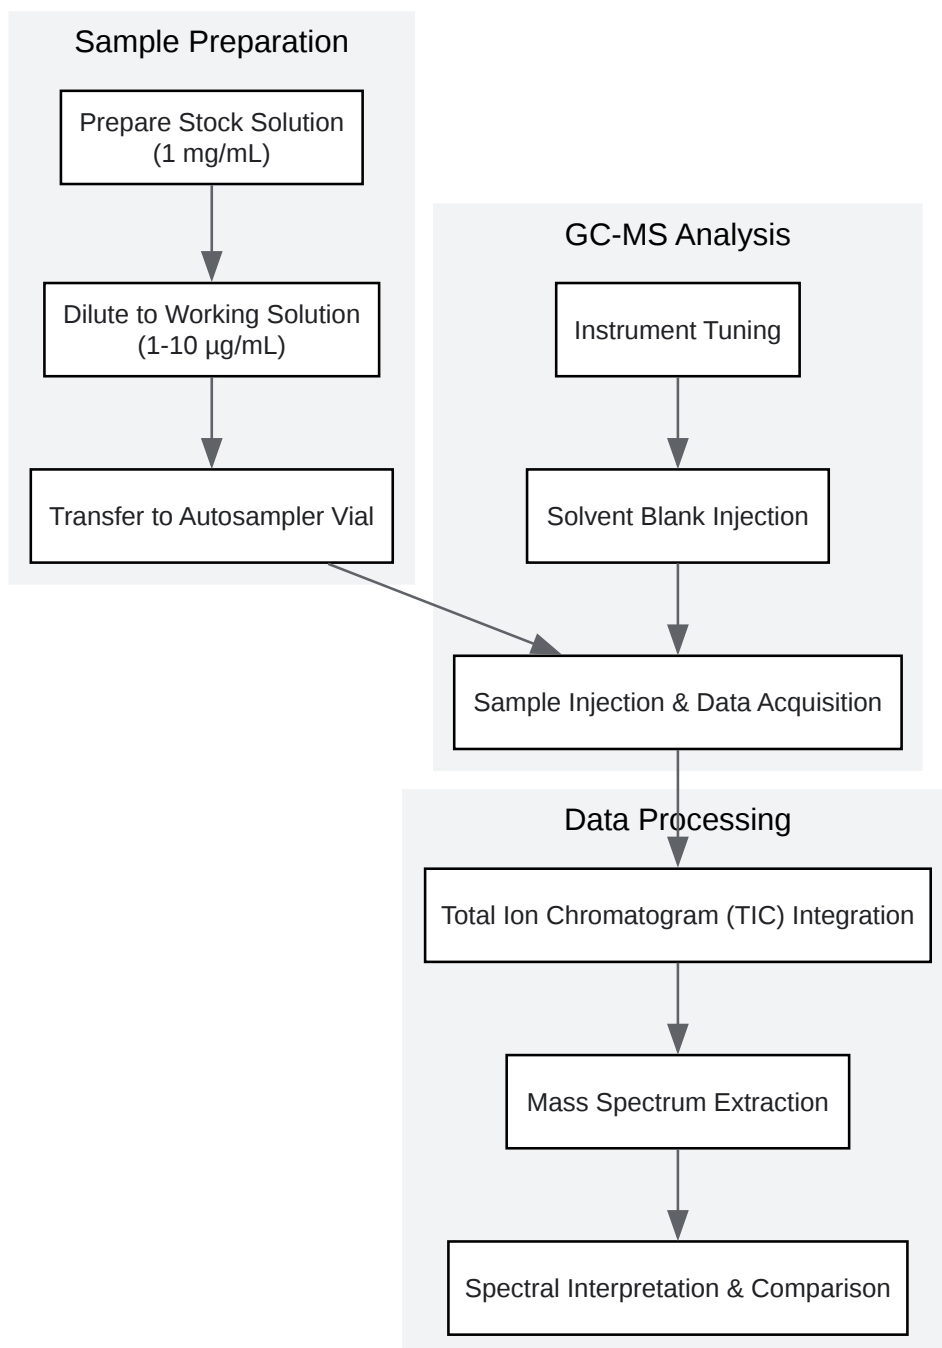 Sample Preparation
Prepare Stock Solution
(1 mg/mL)
Dilute to Working Solution
(1-10 µg/mL)
Transfer to Autosampler Vial
GC-MS Analysis
Instrument Tuning
Solvent Blank Injection
Sample Injection & Data Acquisition
Data Processing
Total Ion Chromatogram (TIC) Integration
Mass Spectrum Extraction
Spectral Interpretation & Comparison